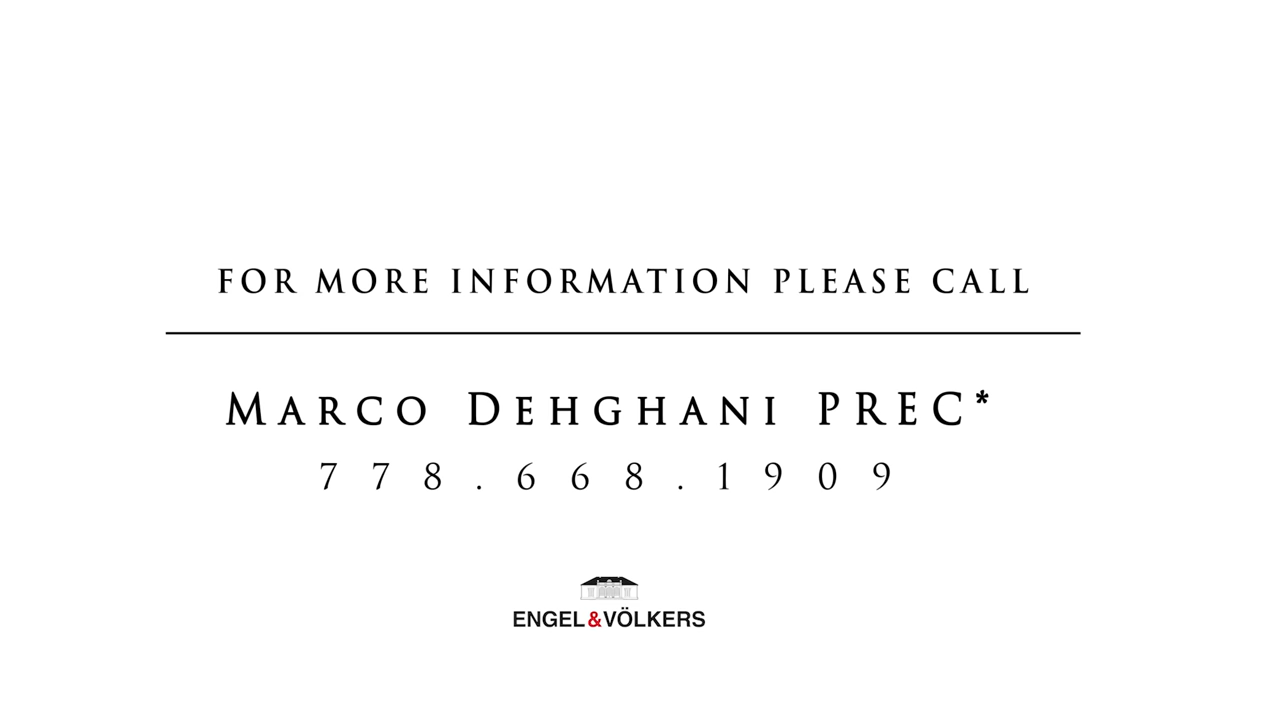 FOR MORE INFORMATION PLEASE CALL
MARCO DEHGHANI PREC*
778.668.1909
ENGEL&VÖLKERS